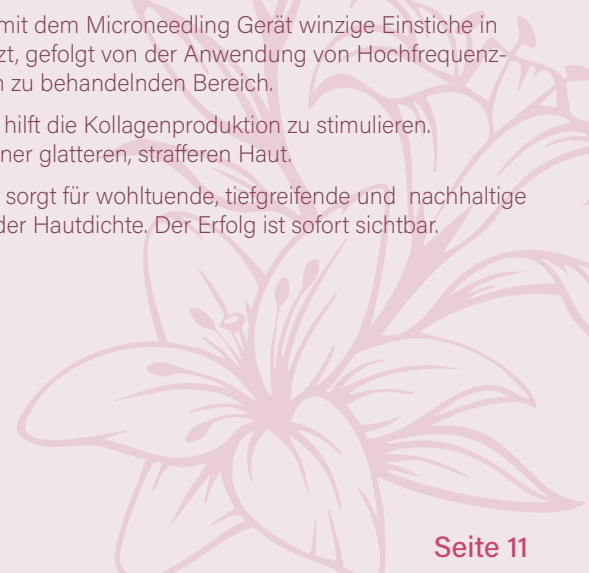 mit dem Microneedling Gerät winzige Einstiche in
zt, gefolgt von der Anwendung von Hochfrequenz-
zu behandelnden Bereich.
hilft die Kollagenproduktion zu stimulieren.
ner glatteren, strafferen Haut.
sorgt für wohltuende, tiefgreifende und nachhaltige
der Hautdichte. Der Erfolg ist sofort sichtbar.
Seite 11